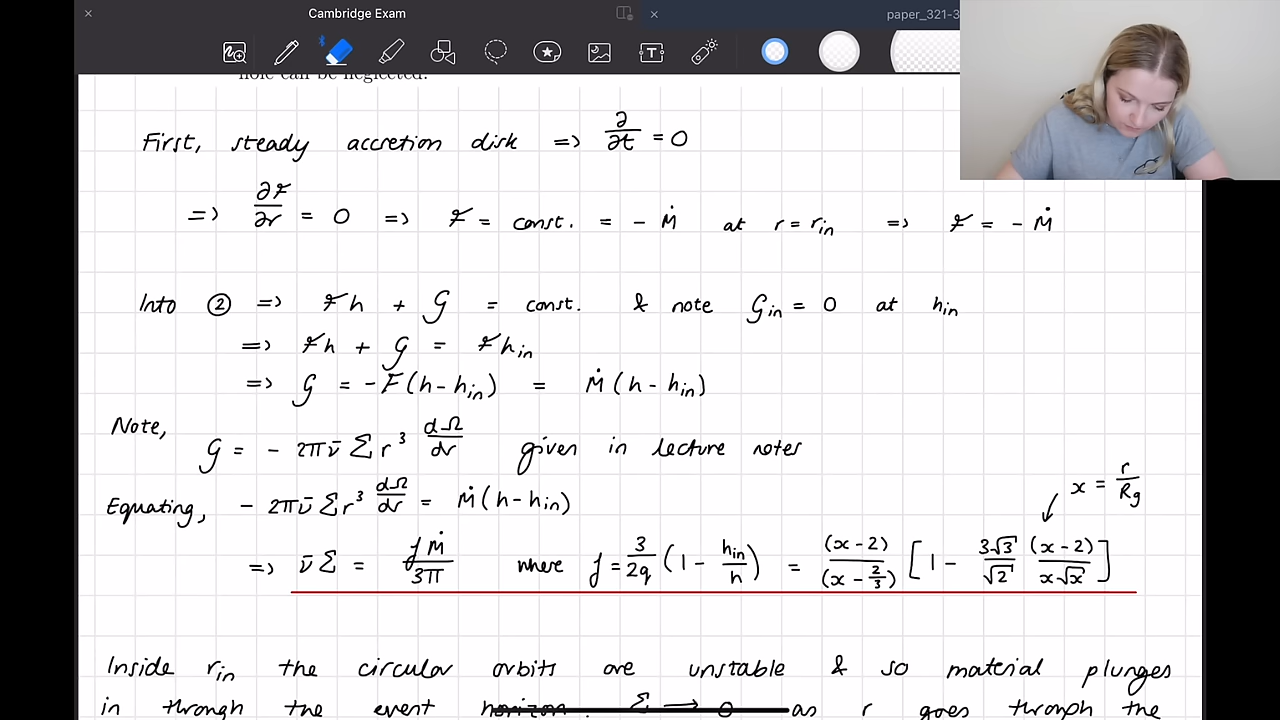 Cambridge Exam
paper_321-3
hole can be neglected.
First, steady accretion disk => ∂/∂t = 0
=> ∂F/∂r = 0 => F = const. = - Ṁ at r = r_in => F = - Ṁ
Into ② => Fh + G = const. & note G_in = 0 at h_in
=> Fh + G = Fh_in
=> G = -F(h - h_in) = Ṁ(h - h_in)
Note,
G = - 2πν̄Σr³ dΩ/dr given in lecture notes
x = r/R_g
Equating, - 2πν̄Σr³ dΩ/dr = Ṁ(h - h_in)
=> ν̄Σ = fṀ/3π where f = 3/2q (1 - h_in/h) = (x-2)/(x-2/3) [1 - 3√3/√2 (x-2)/x√x]
Inside r_in the circular orbits are unstable & so material plunges
in through the event horizon. Σ → 0 as r goes through the